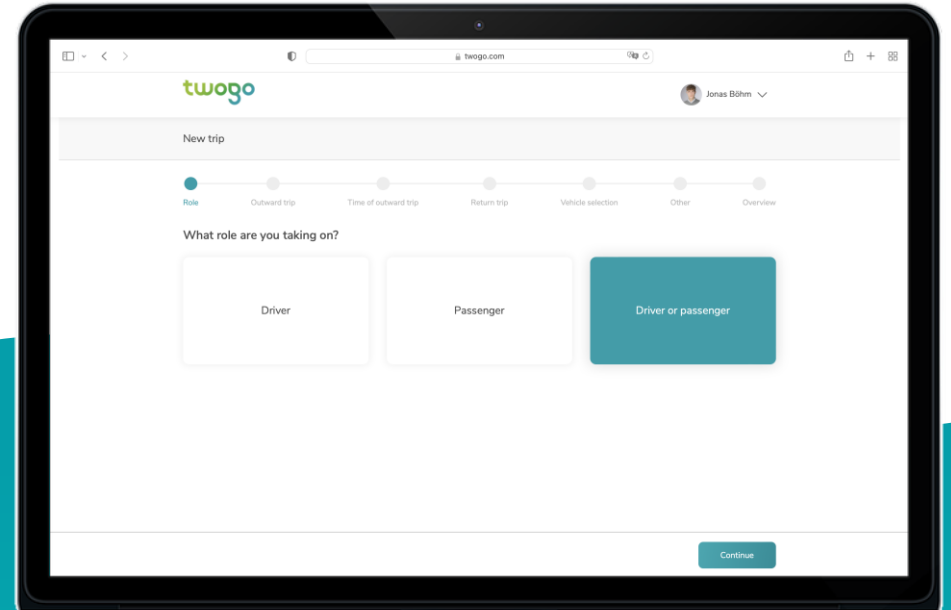 twogo.com
twogo
Jonas Böhm
New trip
Role
Outward trip
Time of outward trip
Return trip
Vehicle selection
Other
Overview
What role are you taking on?
Driver
Passenger
Driver or passenger
Continue